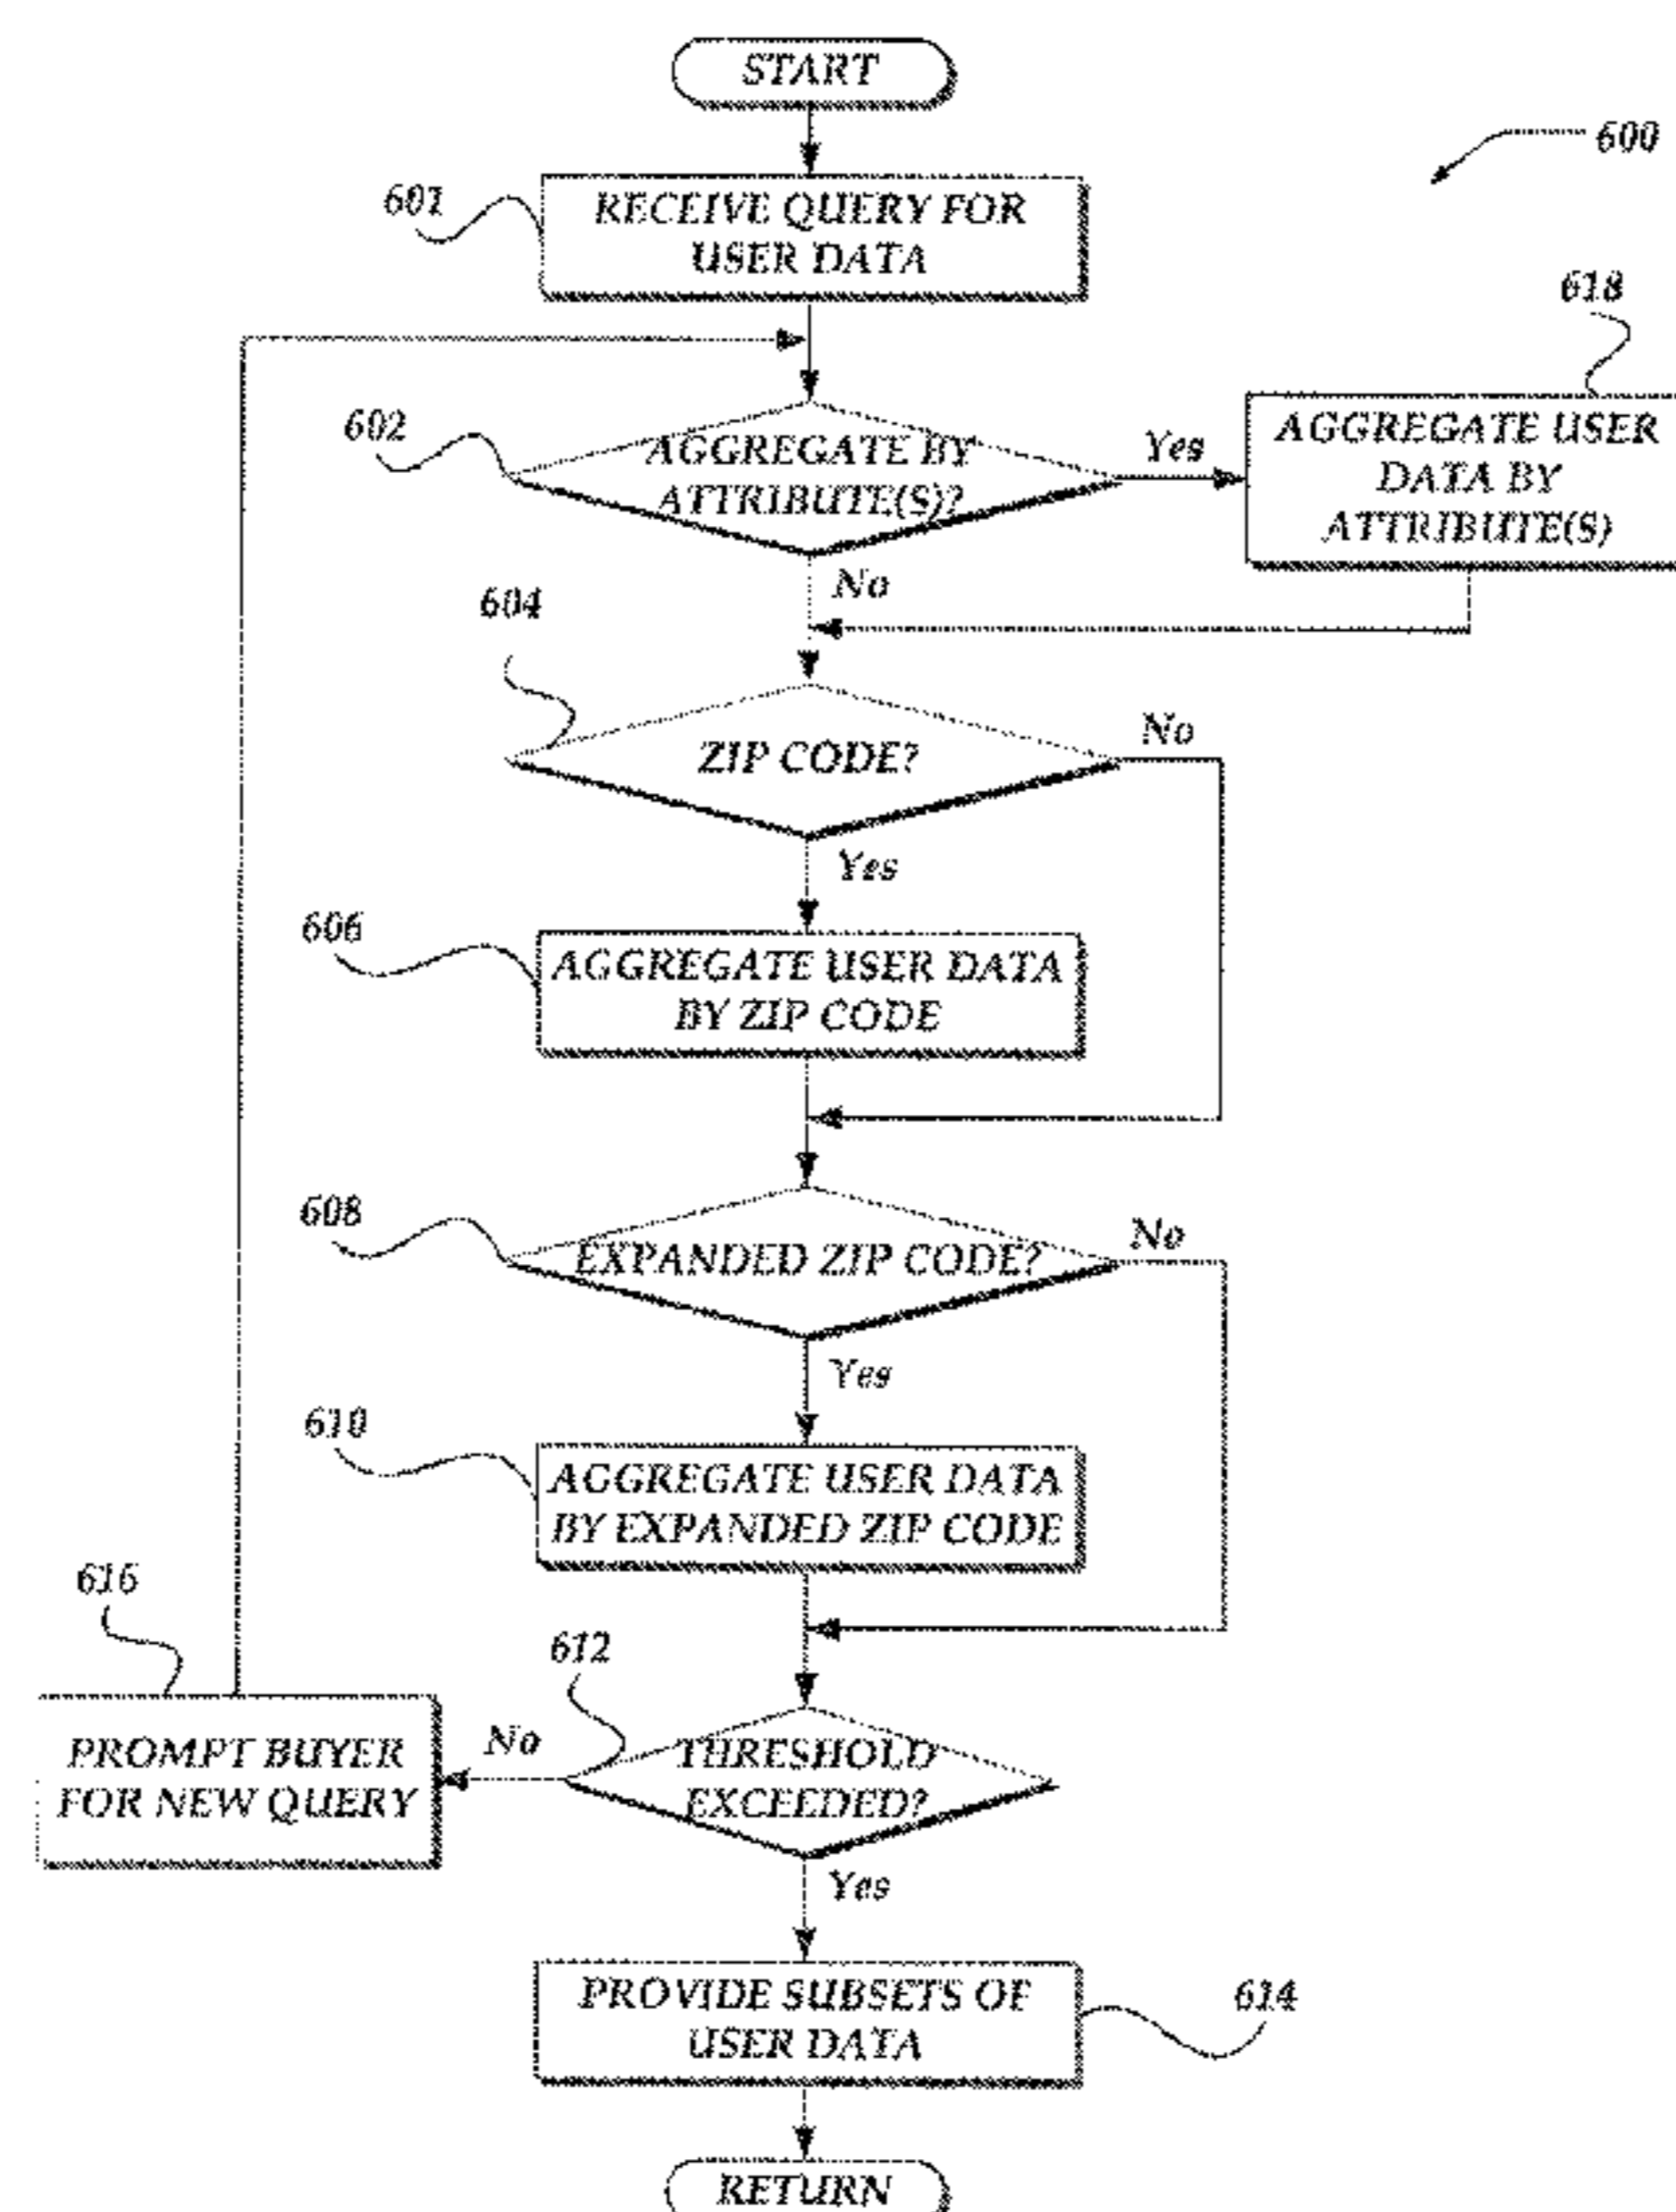 START
600
601
RECEIVE QUERY FOR
USER DATA
618
602
AGGREGATE BY
ATTRIBUTE(S)?
Yes
AGGREGATE USER
DATA BY
ATTRIBUTE(S)
No
604
ZIP CODE?
No
Yes
606
AGGREGATE USER DATA
BY ZIP CODE
608
EXPANDED ZIP CODE?
No
Yes
610
AGGREGATE USER DATA
BY EXPANDED ZIP CODE
616
612
PROMPT BUYER
FOR NEW QUERY
No
THRESHOLD
EXCEEDED?
Yes
PROVIDE SUBSETS OF
USER DATA
614
RETURN